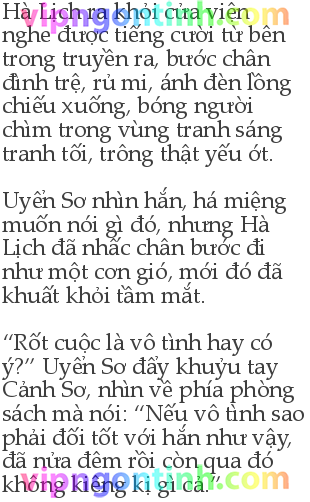 Hà Lịch ra khỏi cửa viện
vipngontinh.com
nghe được tiếng cười từ bên
trong truyền ra, bước chân
đình trệ, rủ mi, ánh đèn lồng
chiếu xuống, bóng người
chìm trong vùng tranh sáng
tranh tối, trông thật yếu ớt.
Uyển Sơ nhìn hắn, há miệng
muốn nói gì đó, nhưng Hà
Lịch đã nhấc chân bước đi
như một cơn gió, mới đó đã
khuất khỏi tầm mắt.
“Rốt cuộc là vô tình hay có
ý?” Uyển Sơ đẩy khuỷu tay
Cảnh Sơ, nhìn về phía phòng
sách mà nói: “Nếu vô tình sao
phải đối tốt với hắn như vậy,
đã nửa đêm rồi còn qua đó
không kiêng kị gì cả.”
vipngontinh.com